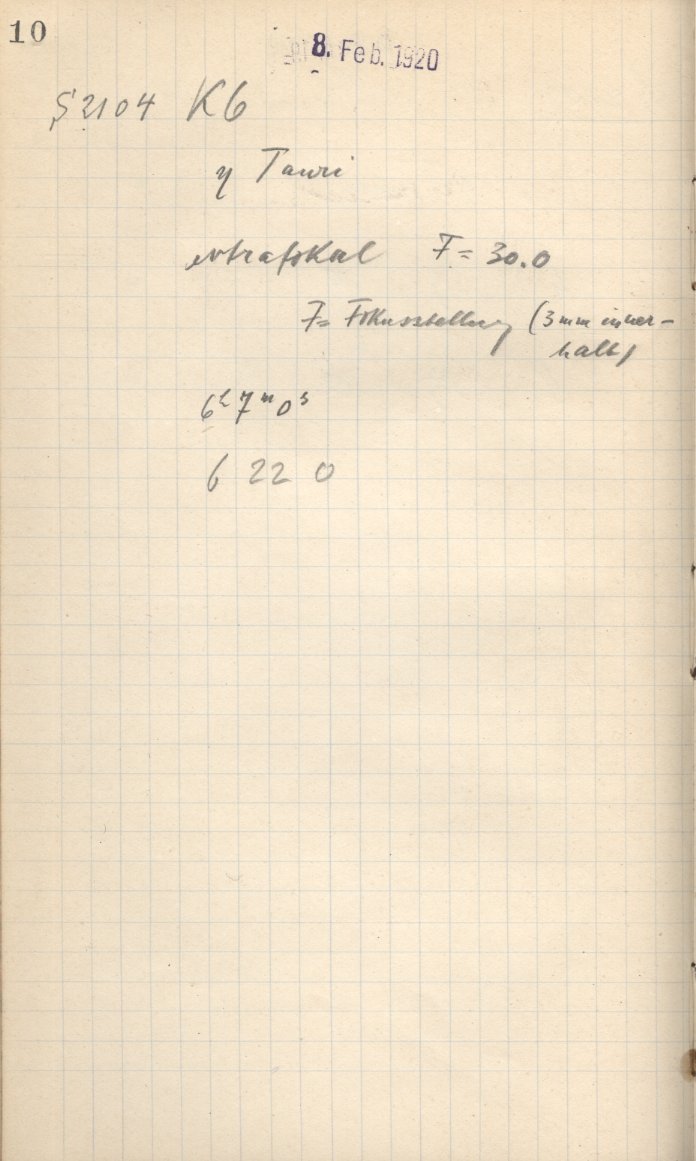 10
8. Feb. 1920
S 2104 K6
η Tauri
extrafokal F = 30.0
F = Fokusstellung (3 mm inner-
halb)
6ʰ 7ᵐ 0ˢ
6 22 0